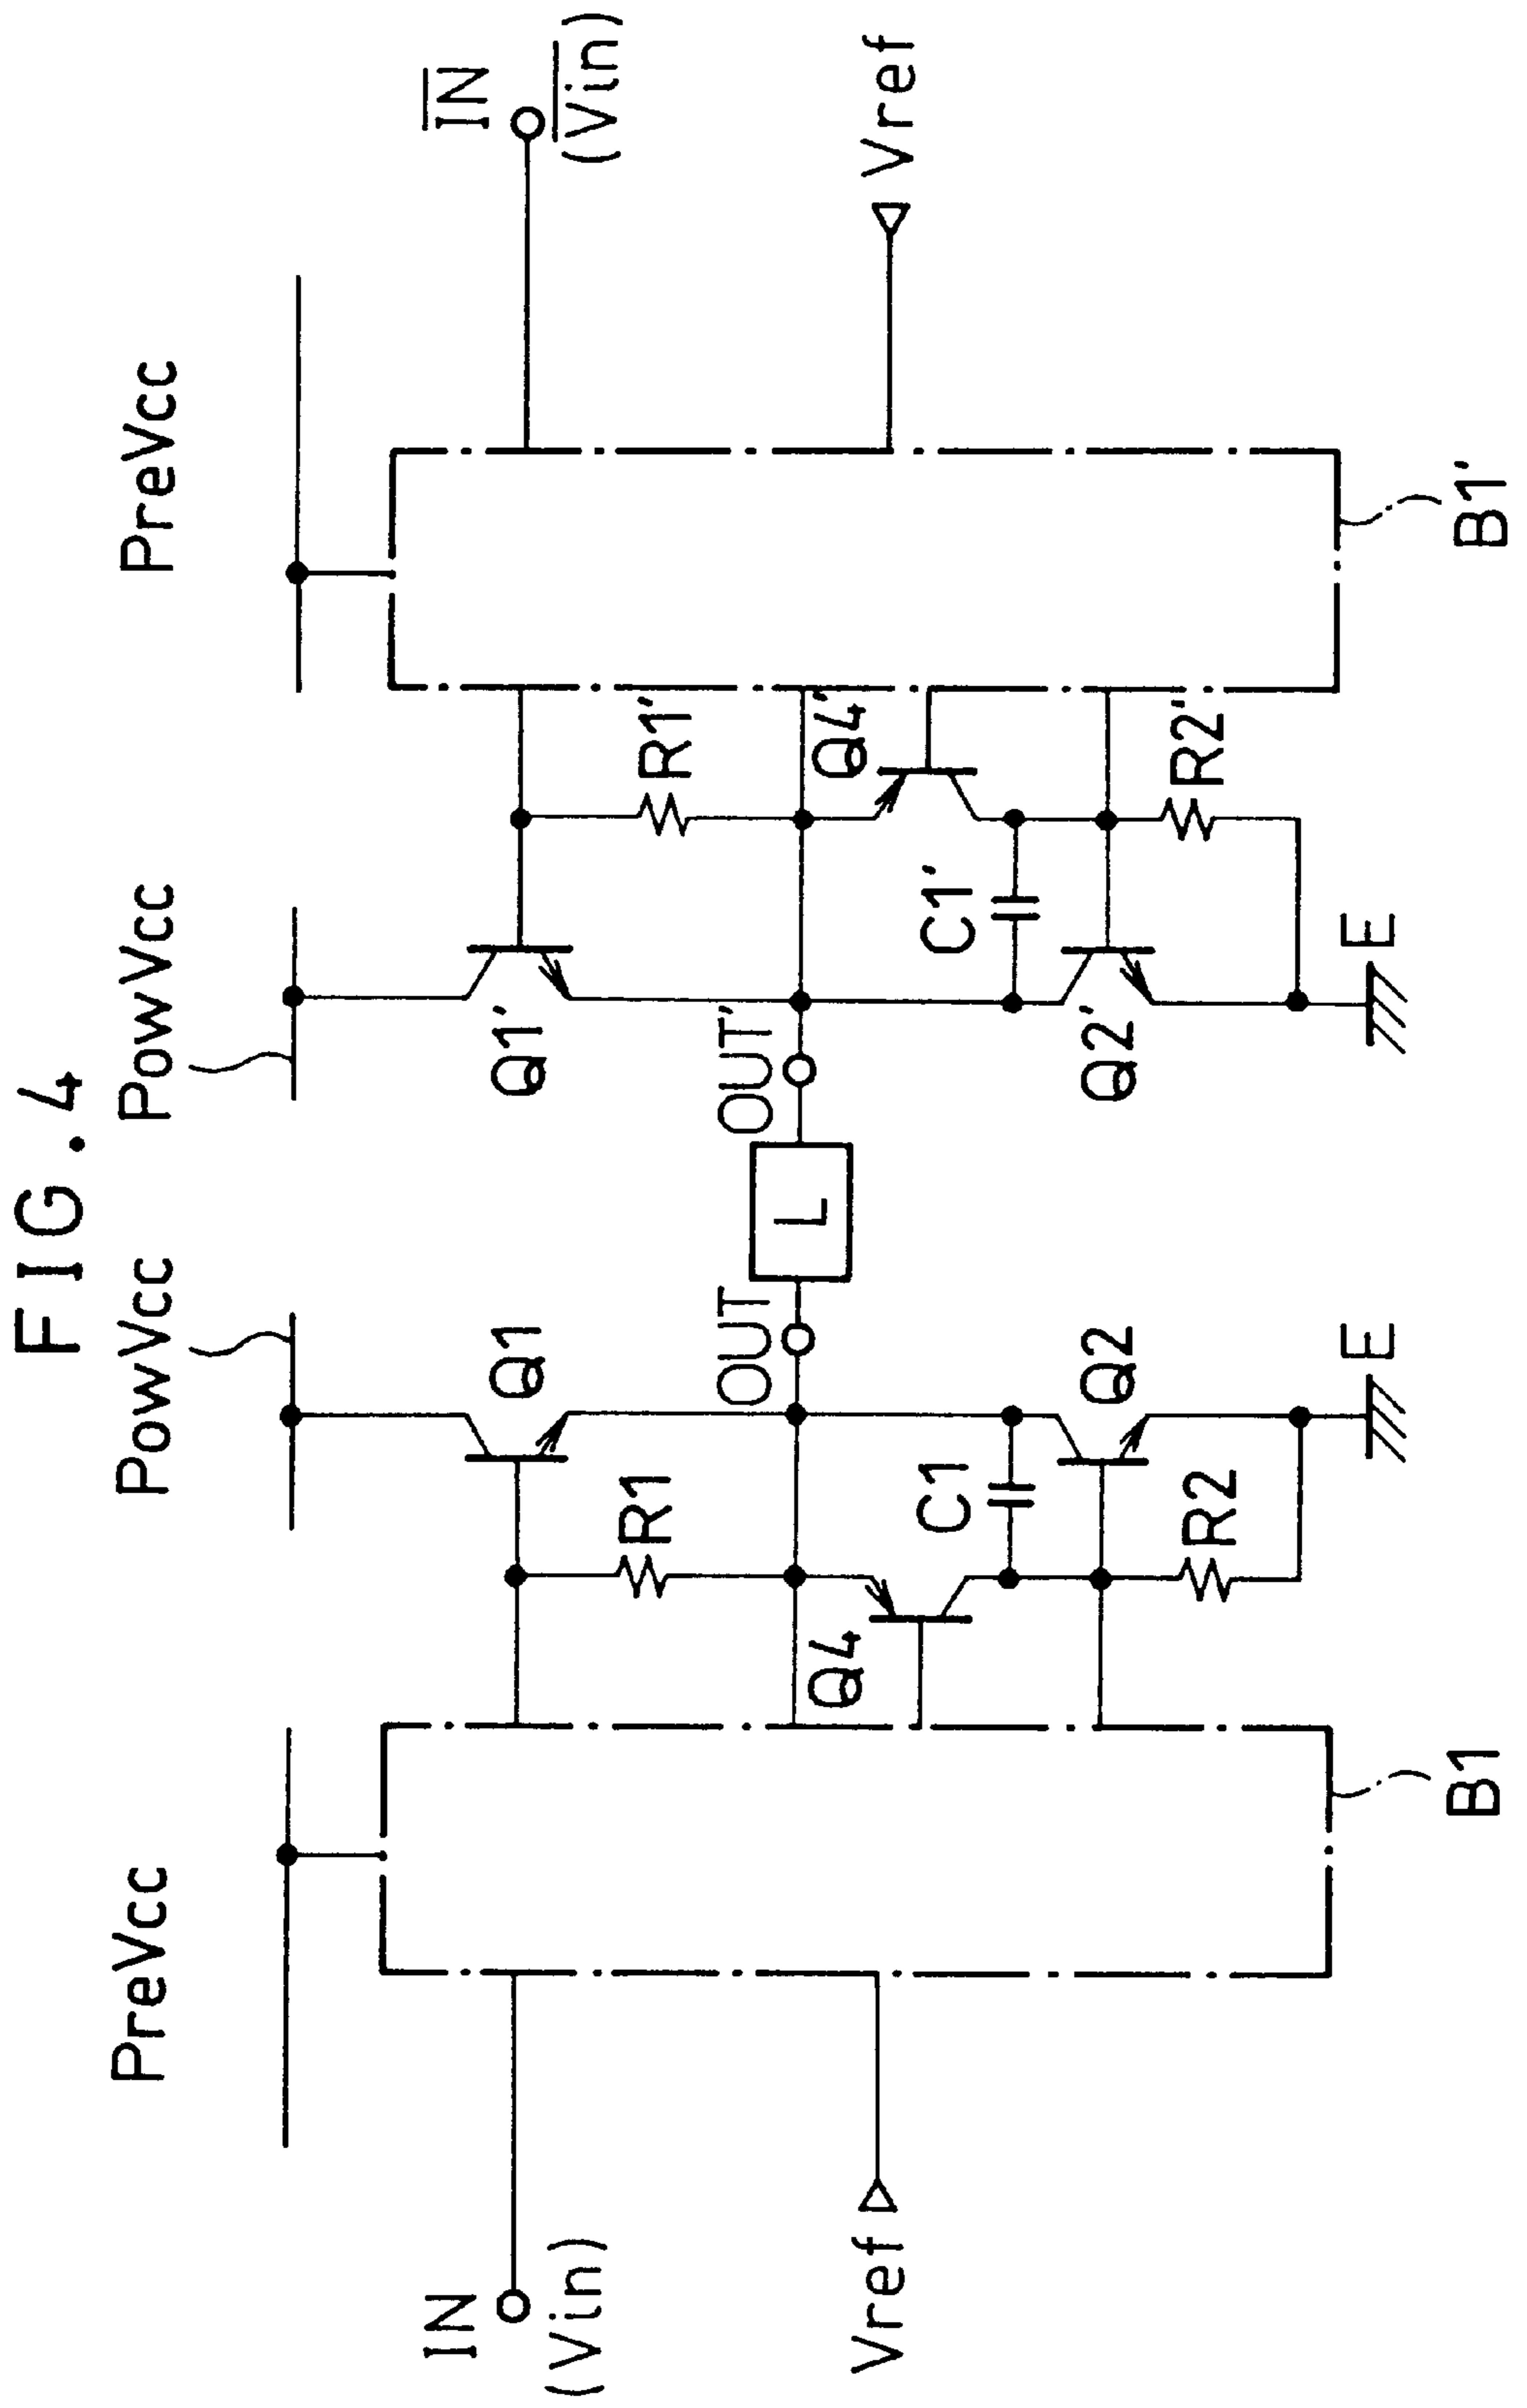 FIG.4
PreVcc
PowVcc
PowVcc
PreVcc
IN
(Vin)
Vref
Q1
R1
OUT
L
OUT'
Q4
C1
Q2
R2
E
B1
Q1'
R1'
Q4'
C1'
Q2'
R2'
E
B1'
IN
(Vin)
Vref